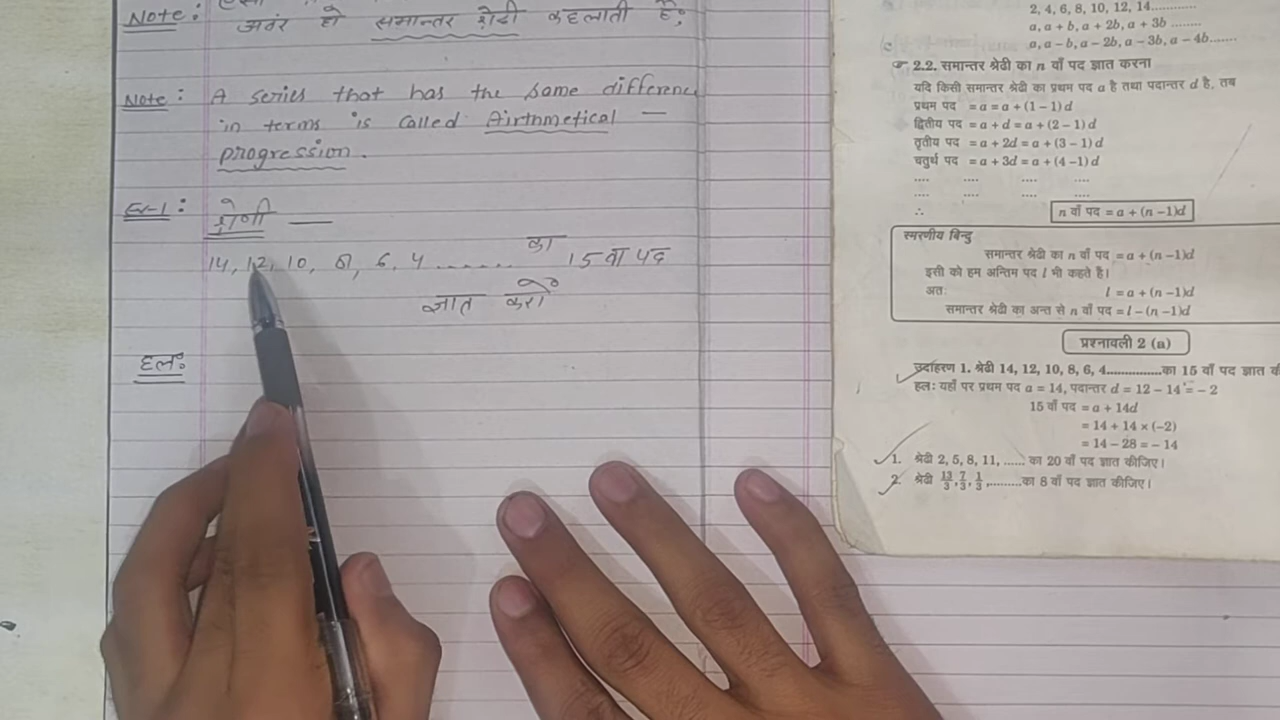 Note:
अन्तर हो समान्तर श्रेढी कहलाती है;
Note: A series that has the same differenc
in terms is called Airthmetical —
progression.
Ex-1: श्रेणी —
14, 12, 10, 8, 6, 4 ....... का 15 वा पद
ज्ञात करो
हल:
2, 4, 6, 8, 10, 12, 14............
a, a + b, a + 2b, a + 3b ........
a, a – b, a – 2b, a – 3b, a – 4b.......
☞ 2.2. समान्तर श्रेढी का n वाँ पद ज्ञात करना
यदि किसी समान्तर श्रेढी का प्रथम पद a है तथा पदान्तर d है, तब
प्रथम पद = a = a + (1 – 1) d
द्वितीय पद = a + d = a + (2 – 1) d
तृतीय पद = a + 2d = a + (3 – 1) d
चतुर्थ पद = a + 3d = a + (4 –1) d
.... .... .... ....
.... .... .... ....
∴ n वाँ पद = a + (n –1)d
स्मरणीय बिन्दु
समान्तर श्रेढी का n वाँ पद = a + (n –1)d
इसी को हम अन्तिम पद l भी कहते है।
अतः l = a + (n –1)d
समान्तर श्रेढी का अन्त से n वाँ पद = l – (n –1)d
प्रश्नावली 2 (a)
उदाहरण 1. श्रेढी 14, 12, 10, 8, 6, 4...............का 15 वाँ पद ज्ञात
हलः यहाँ पर प्रथम पद a = 14, पदान्तर d = 12 – 14 = – 2
15 वाँ पद = a + 14d
= 14 + 14 × (–2)
= 14 – 28 = – 14
1. श्रेढी 2, 5, 8, 11, ...... का 20 वाँ पद ज्ञात कीजिए।
2. श्रेढी 13/3, 7/3, 1/3, .........का 8 वाँ पद ज्ञात कीजिए।